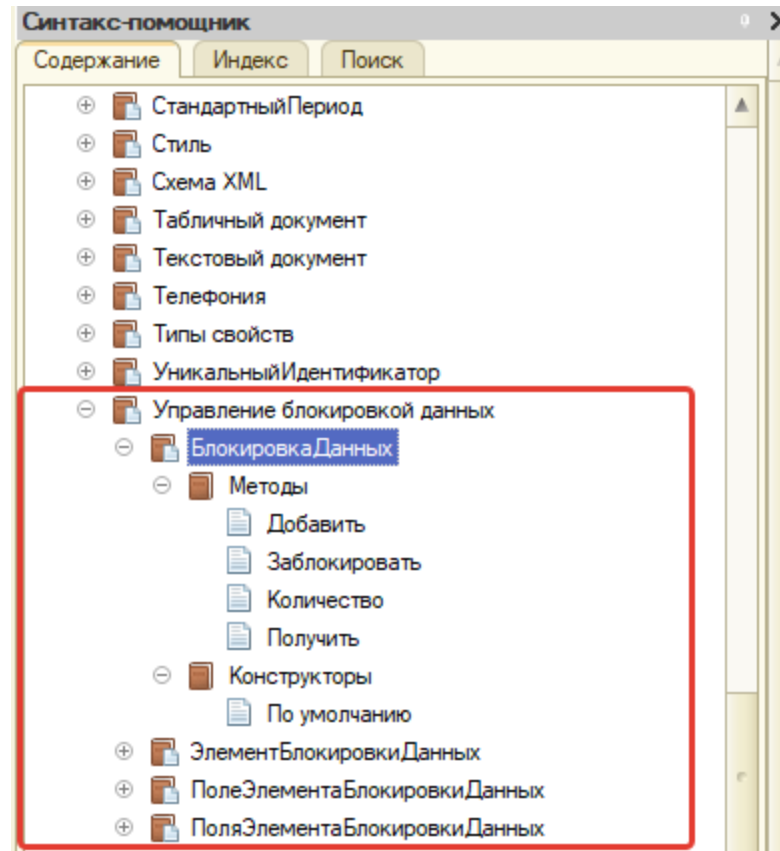 Синтакс-помощник
Содержание Индекс Поиск
СтандартныйПериод
Стиль
Схема XML
Табличный документ
Текстовый документ
Телефония
Типы свойств
УникальныйИдентификатор
Управление блокировкой данных
БлокировкаДанных
Методы
Добавить
Заблокировать
Количество
Получить
Конструкторы
По умолчанию
ЭлементБлокировкиДанных
ПолеЭлементаБлокировкиДанных
ПоляЭлементаБлокировкиДанных